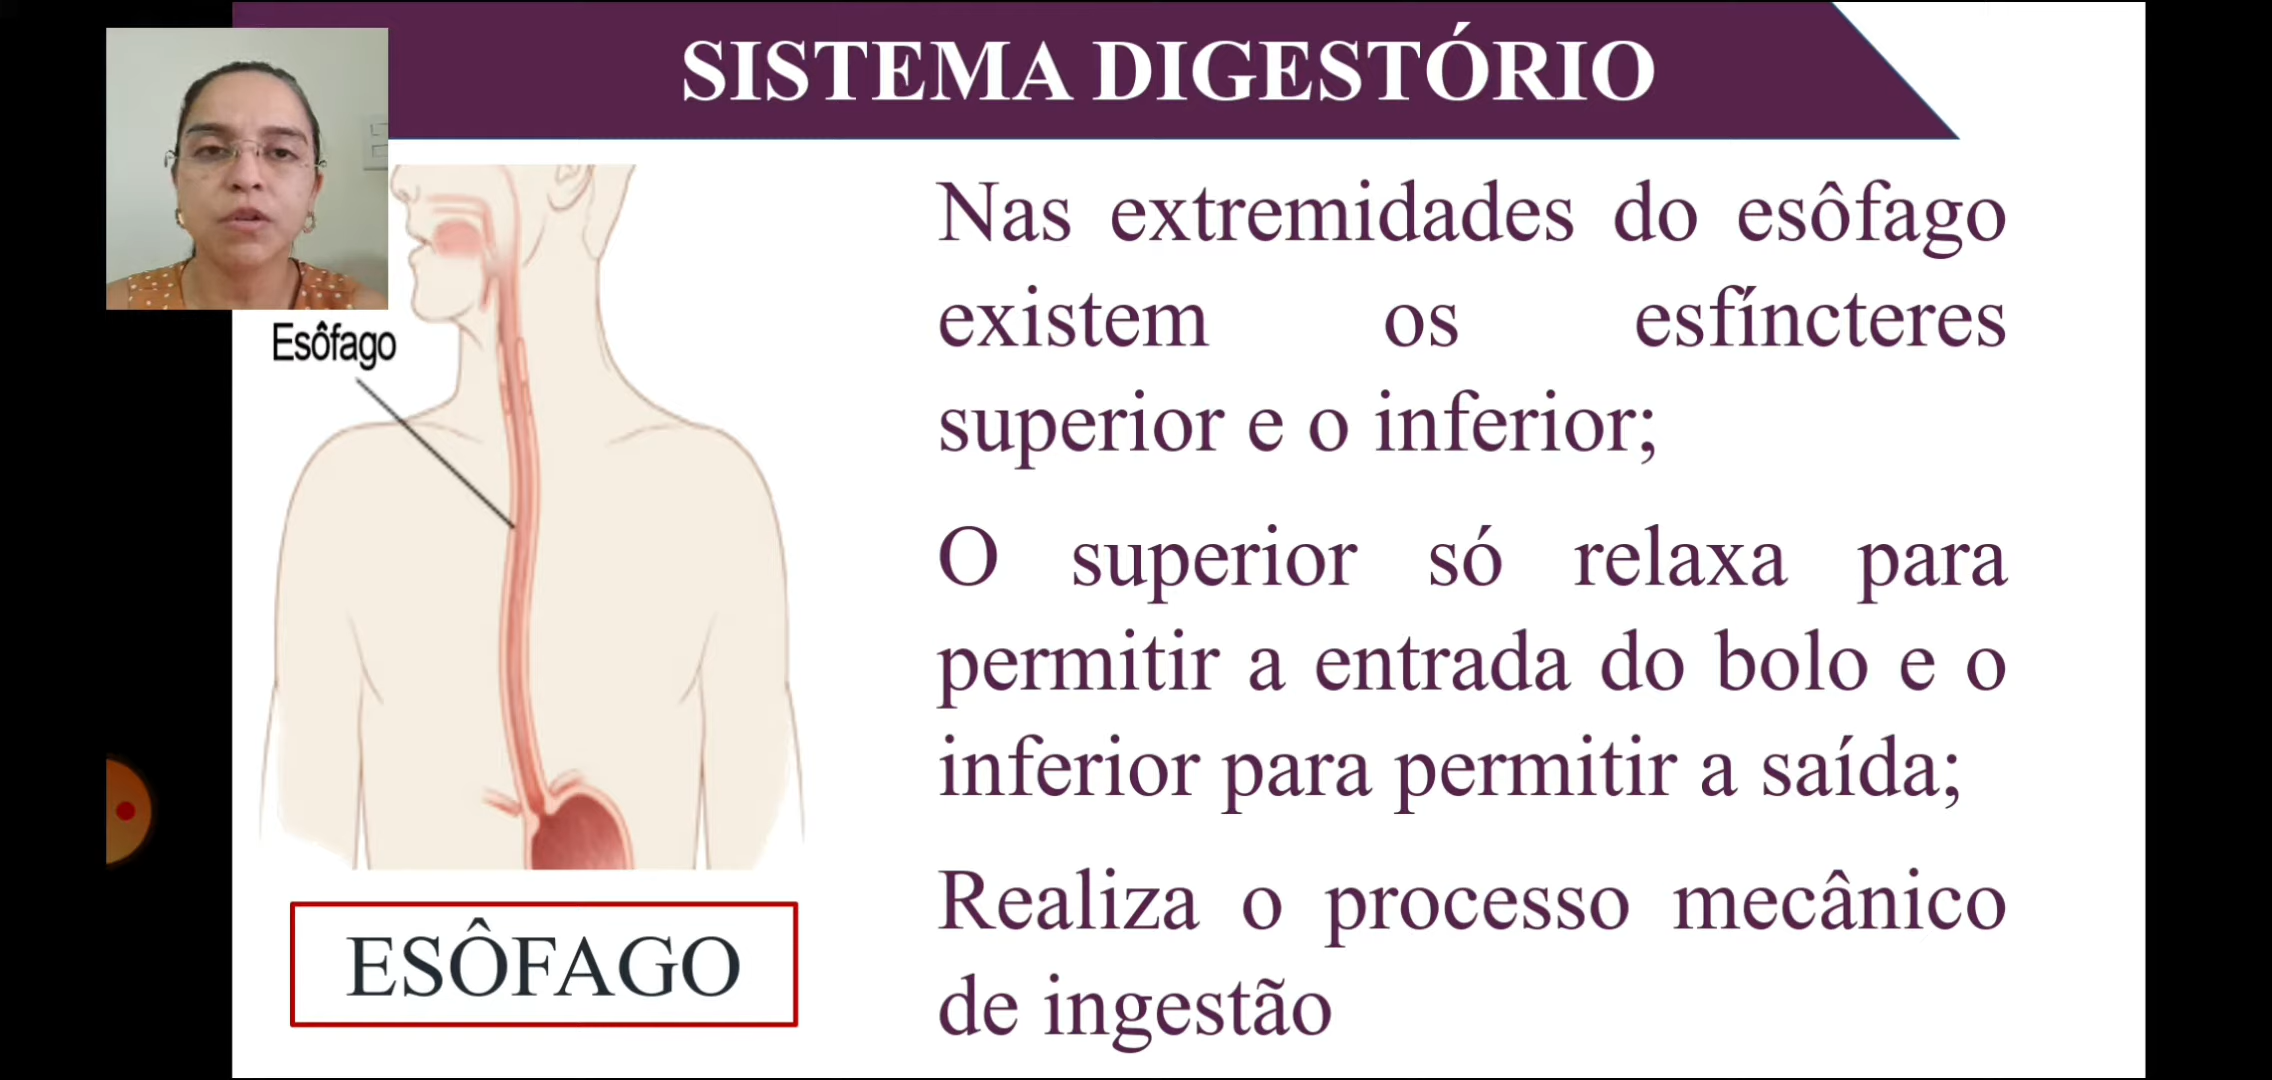 SISTEMA DIGESTÓRIO
Esôfago
ESÔFAGO
Nas extremidades do esôfago
existem os esfíncteres
superior e o inferior;
O superior só relaxa para
permitir a entrada do bolo e o
inferior para permitir a saída;
Realiza o processo mecânico
de ingestão